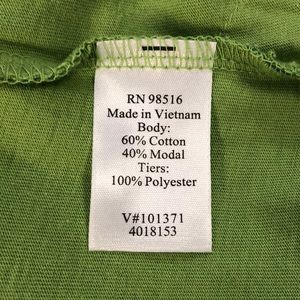 RN 98516
Made in Vietnam
Body:
60% Cotton
40% Modal
Tiers:
100% Polyester
V#101371
4018153